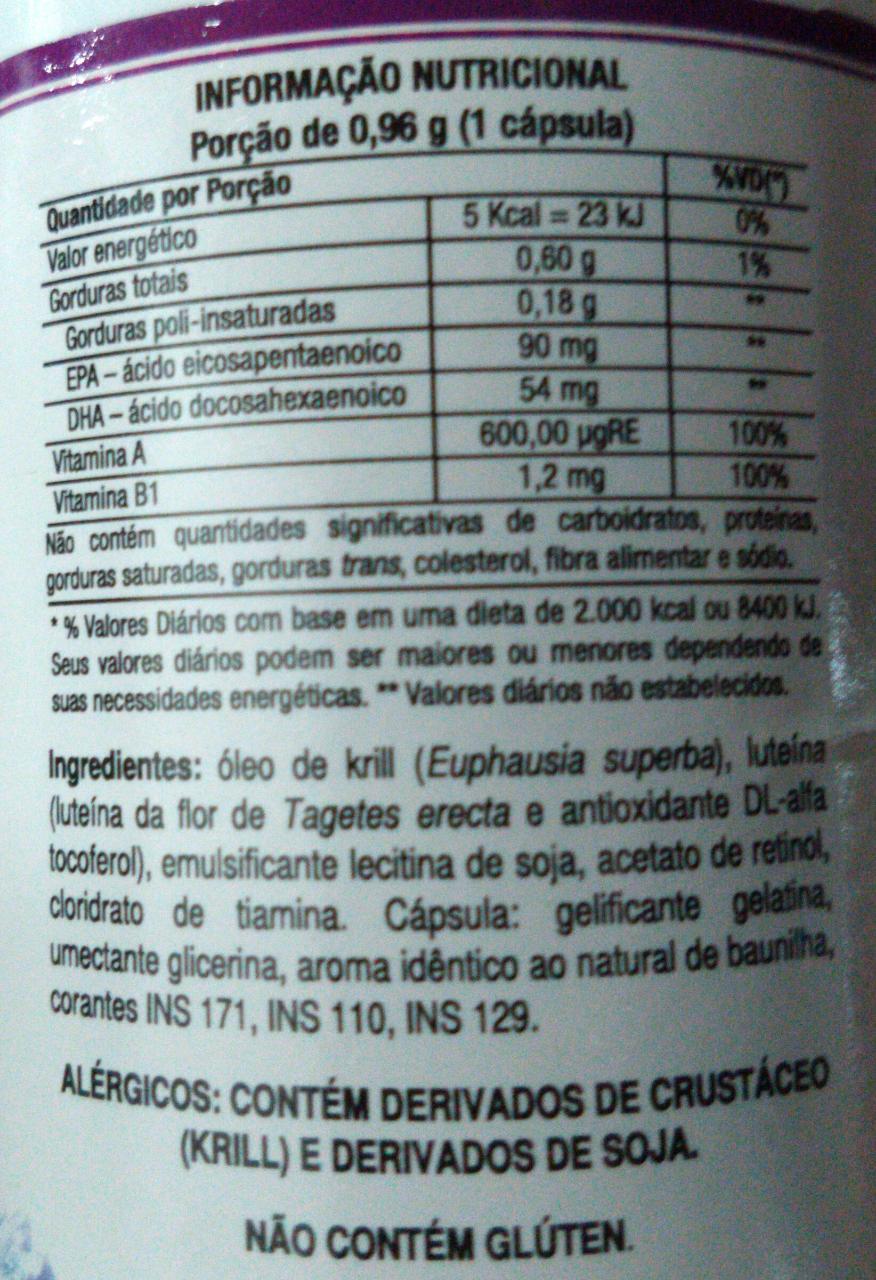 INFORMAÇÃO NUTRICIONAL
Porção de 0,96 g (1 cápsula)
Quantidade por Porção %VD(*)
Valor energético 5 Kcal = 23 kJ 0%
Gorduras totais 0,60 g 1%
Gorduras poli-insaturadas 0,18 g **
EPA – ácido eicosapentaenoico 90 mg **
DHA – ácido docosahexaenoico 54 mg **
Vitamina A 600,00 µgRE 100%
Vitamina B1 1,2 mg 100%
Não contém quantidades significativas de carboidratos, proteínas,
gorduras saturadas, gorduras trans, colesterol, fibra alimentar e sódio.
* % Valores Diários com base em uma dieta de 2.000 kcal ou 8400 kJ.
Seus valores diários podem ser maiores ou menores dependendo de
suas necessidades energéticas. ** Valores diários não estabelecidos.
Ingredientes: óleo de krill (Euphausia superba), luteína
(luteína da flor de Tagetes erecta e antioxidante DL-alfa
tocoferol), emulsificante lecitina de soja, acetato de retinol,
cloridrato de tiamina. Cápsula: gelificante gelatina,
umectante glicerina, aroma idêntico ao natural de baunilha,
corantes INS 171, INS 110, INS 129.
ALÉRGICOS: CONTÉM DERIVADOS DE CRUSTÁCEO
(KRILL) E DERIVADOS DE SOJA.
NÃO CONTÉM GLÚTEN.